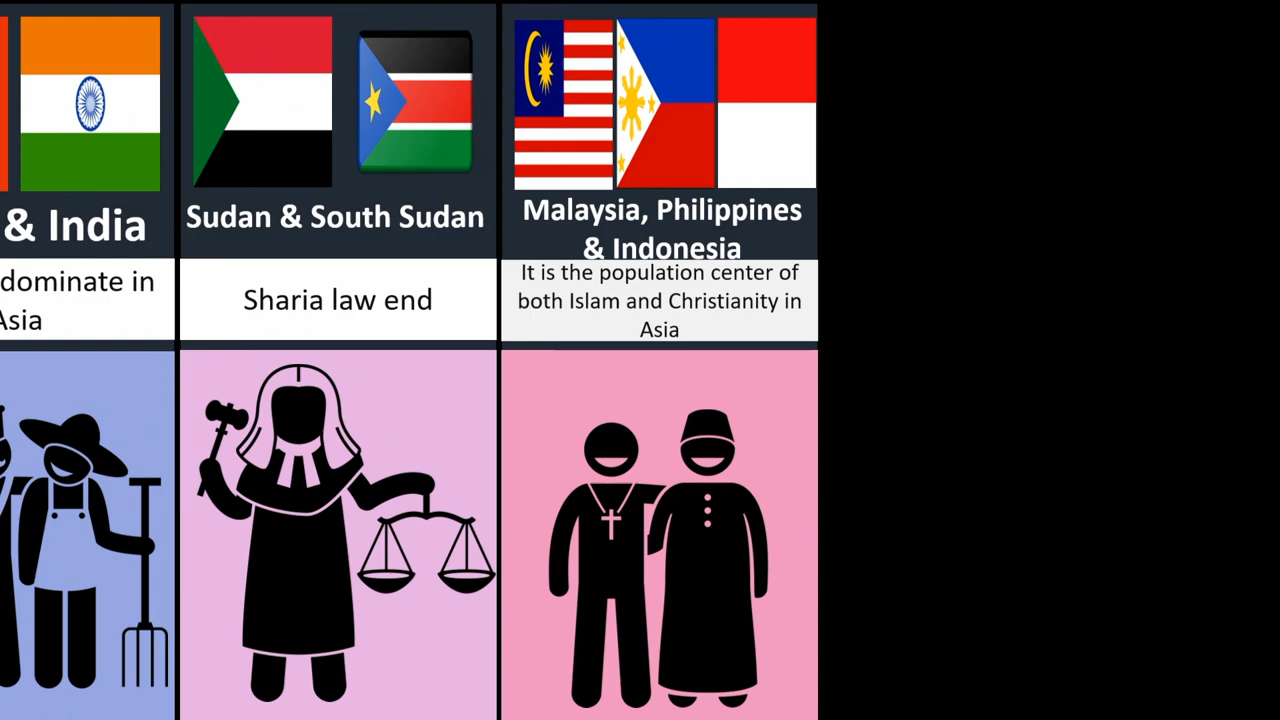 & India
dominate in
Asia
Sudan & South Sudan
Sharia law end
Malaysia, Philippines
& Indonesia
It is the population center of
both Islam and Christianity in
Asia